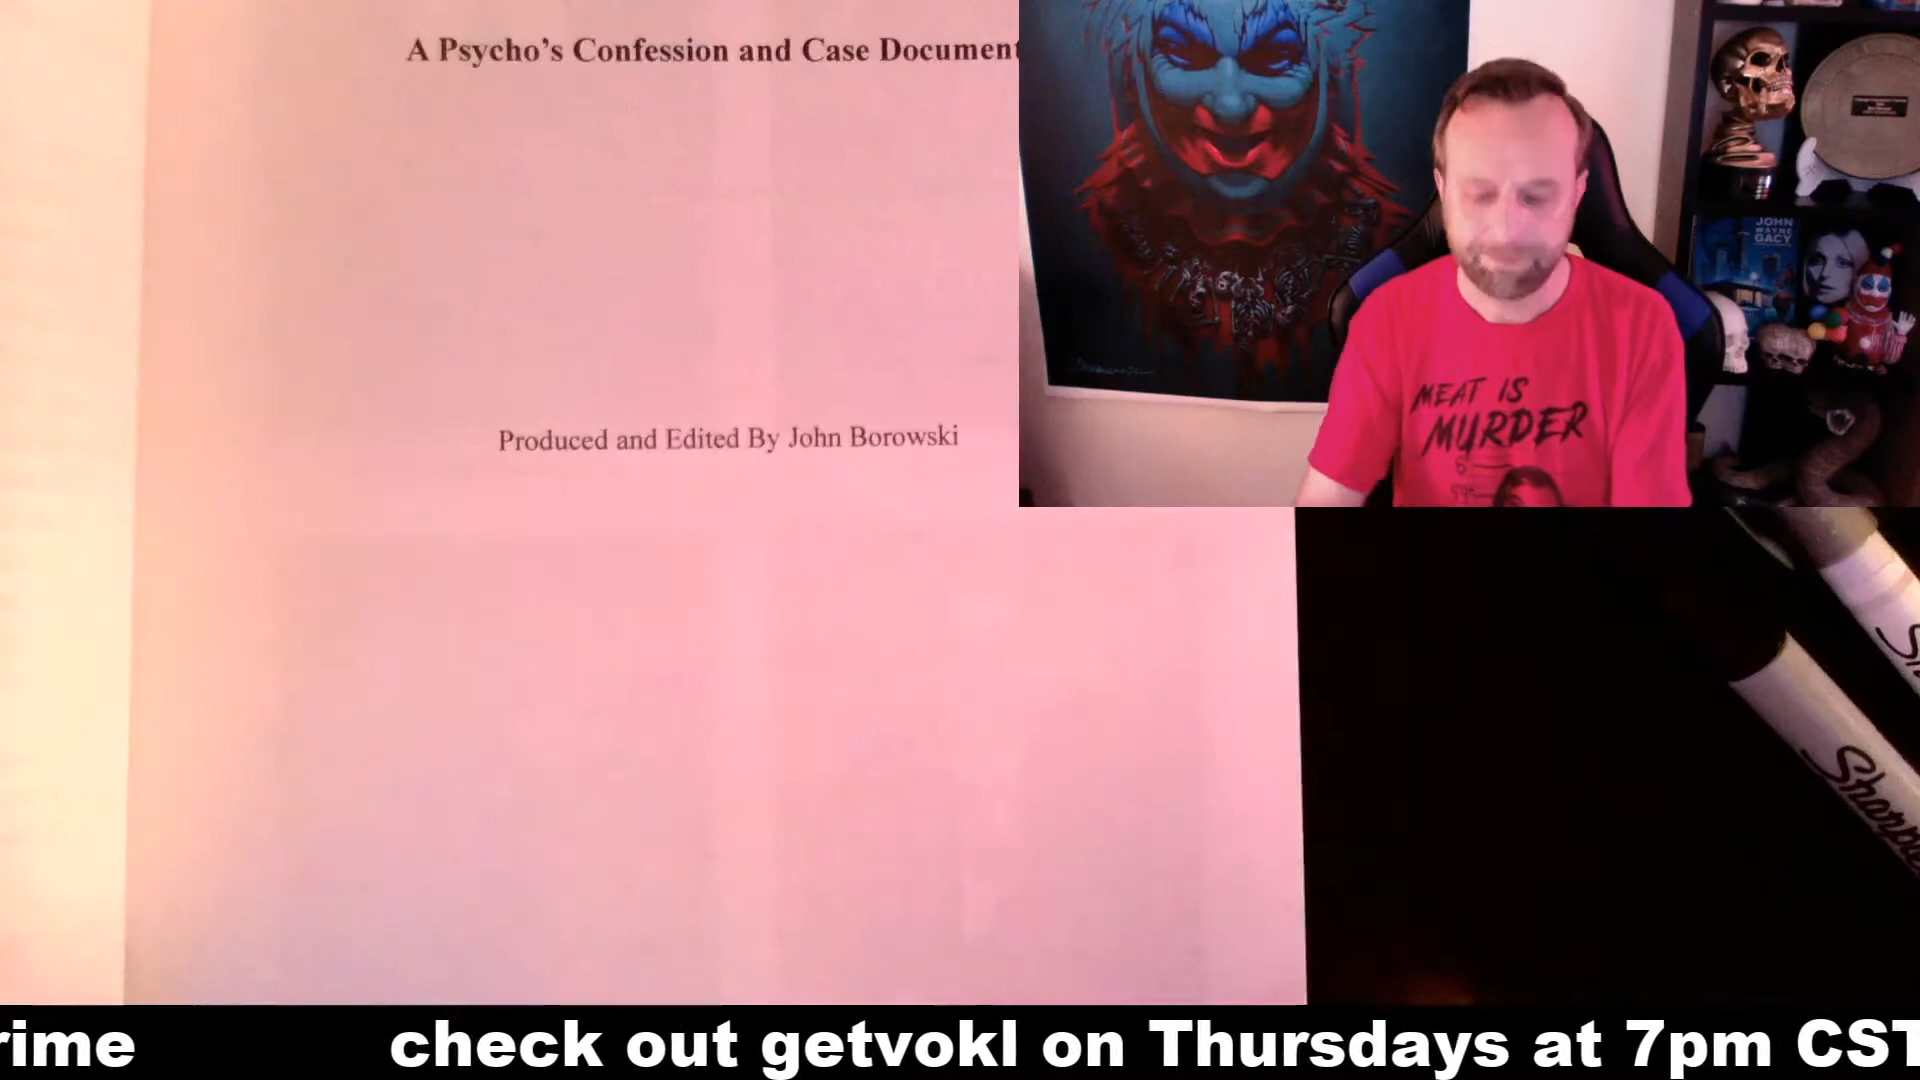 A Psycho's Confession and Case Document
Produced and Edited By John Borowski
JOHN
WAYNE
GACY
MEAT IS
MURDER
Sharpie
rime check out getvokl on Thursdays at 7pm CST